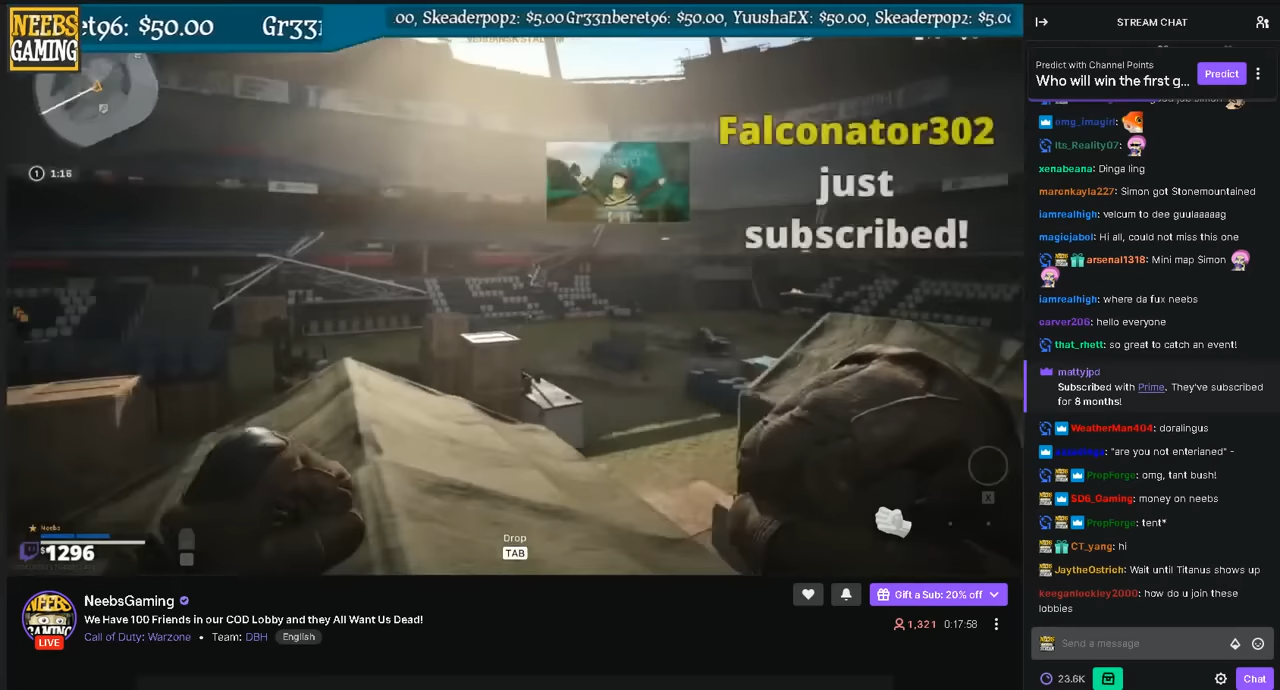 NEEBS
GAMING
et96: $50.00
Gr33
00, Skeaderpop2: $5.00 Gr33nberet96: $50.00, YuushaEX: $50.00, Skeaderpop2: $5.0
1:16
Falconator302
just
subscribed!
Neebs
$1296
Drop
TAB
X
STREAM CHAT
Predict with Channel Points
Who will win the first g...
Predict
omg_imagirl:
Its_Reality07:
xenabeana: Dinga ling
maronkayla227: Simon got Stonemountained
iamrealhigh: velcum to dee guulaaaaag
magicjabol: Hi all, could not miss this one
arsenal1318: Mini map Simon
iamrealhigh: where da fux neebs
carver206: hello everyone
that_rhett: so great to catch an event!
mattyjpd
Subscribed with Prime. They've subscribed
for 8 months!
WeatherMan404: doralingus
"are you not enterianed" -
PropForge: omg, tant bush!
SD6_Gaming: money on neebs
PropForge: tent*
CT_yang: hi
JaytheOstrich: Wait until Titanus shows up
keeganlockley2000: how do u join these
lobbies
Send a message
23.6K
Chat
NEEBS
GAMING
LIVE
NeebsGaming
We Have 100 Friends in our COD Lobby and they All Want Us Dead!
Call of Duty: Warzone • Team: DBH English
Gift a Sub: 20% off
1,321 0:17:58